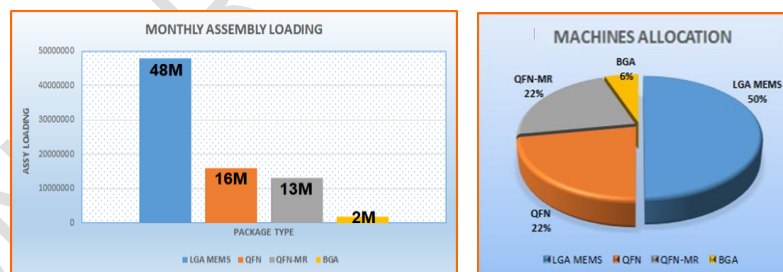 MONTHLY ASSEMBLY LOADING
50000000
40000000
30000000
20000000
10000000
0
ASSY LOADING
48M
16M
13M
2M
PACKAGE TYPE
LGA MEMS QFN QFN-MR BGA
MACHINES ALLOCATION
BGA
6%
QFN-MR
22%
LGA MEMS
50%
QFN
22%
LGA MEMS QFN QFN-MR BGA